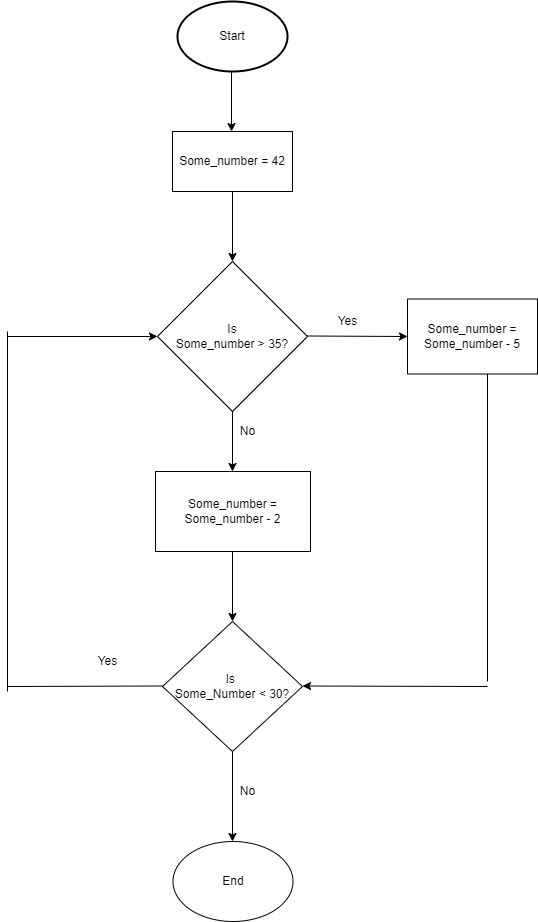 Start
Some_number = 42
Is
Some_number > 35?
Yes
Some_number =
Some_number - 5
No
Some_number =
Some_number - 2
Yes
Is
Some_Number < 30?
No
End